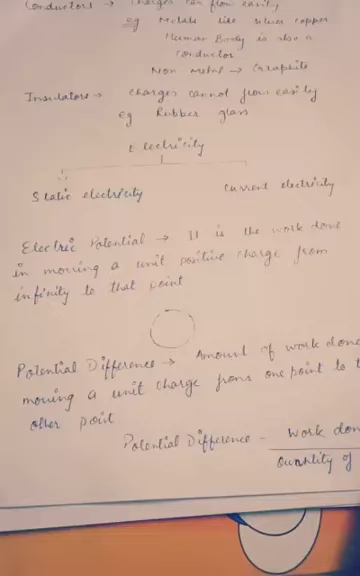 Conductors → Charges can flow easily,
eg Metals like silver copper
Human Body is also a
conductor
Non metal → Graphite
Insulators → charges cannot flow easily
eg Rubber glass
Electricity
Static electricity Current electricity
Electric Potential → It is the work done
in moving a unit positive charge from
infinity to that point
Potential Difference → Amount of work done
moving a unit charge from one point to t
other point
Potential Difference = Work don
Quantity of